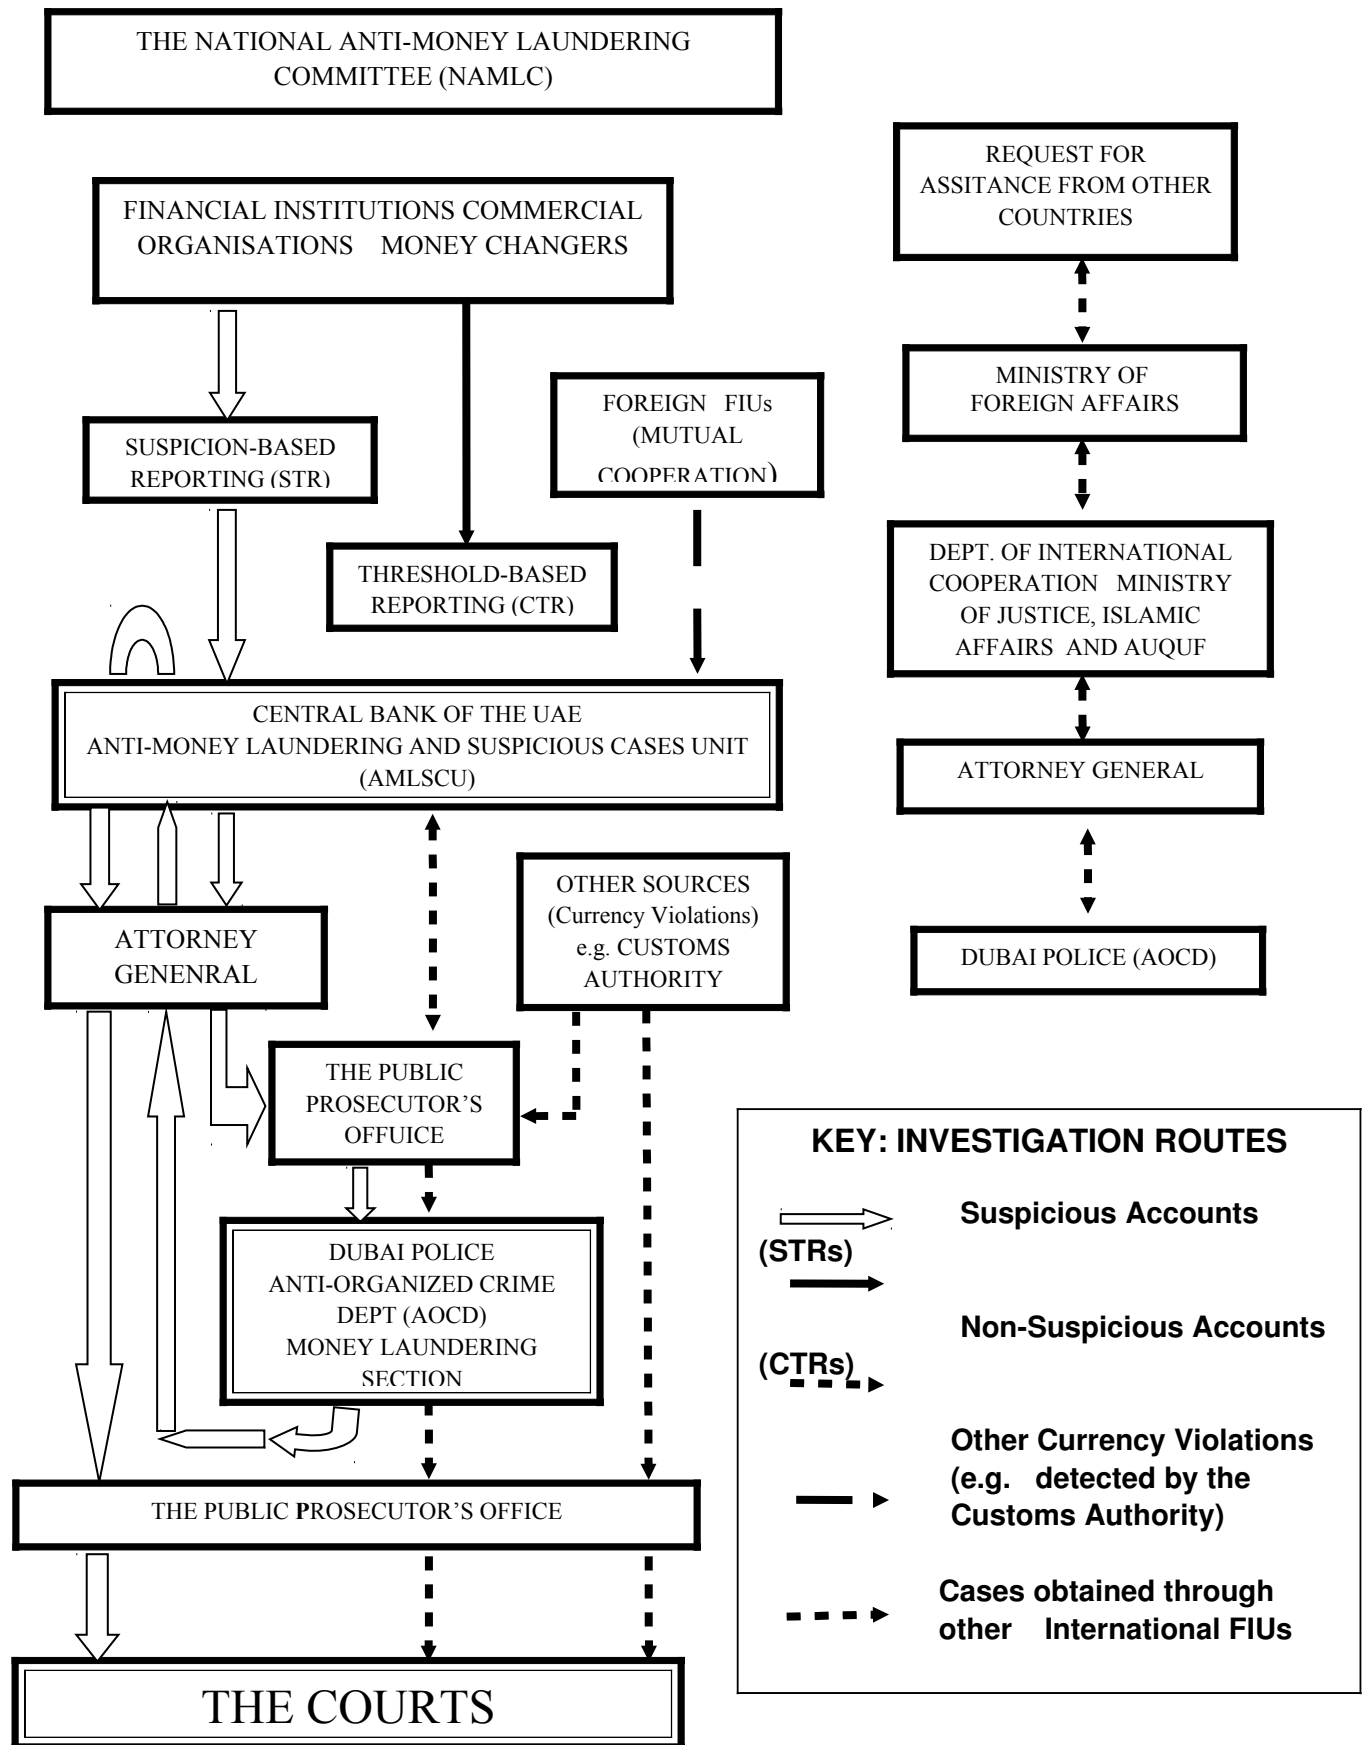 THE NATIONAL ANTI-MONEY LAUNDERING
COMMITTEE (NAMLC)
FINANCIAL INSTITUTIONS COMMERCIAL
ORGANISATIONS MONEY CHANGERS
SUSPICION-BASED
REPORTING (STR)
THRESHOLD-BASED
REPORTING (CTR)
FOREIGN FIUs
(MUTUAL
COOPERATION)
CENTRAL BANK OF THE UAE
ANTI-MONEY LAUNDERING AND SUSPICIOUS CASES UNIT
(AMLSCU)
ATTORNEY
GENENRAL
OTHER SOURCES
(Currency Violations)
e.g. CUSTOMS
AUTHORITY
THE PUBLIC
PROSECUTOR'S
OFFUICE
DUBAI POLICE
ANTI-ORGANIZED CRIME
DEPT (AOCD)
MONEY LAUNDERING
SECTION
THE PUBLIC PROSECUTOR'S OFFICE
THE COURTS
REQUEST FOR
ASSITANCE FROM OTHER
COUNTRIES
MINISTRY OF
FOREIGN AFFAIRS
DEPT. OF INTERNATIONAL
COOPERATION MINISTRY
OF JUSTICE, ISLAMIC
AFFAIRS AND AUQUF
ATTORNEY GENERAL
DUBAI POLICE (AOCD)
KEY: INVESTIGATION ROUTES
Suspicious Accounts
(STRs)
Non-Suspicious Accounts
(CTRs)
Other Currency Violations
(e.g. detected by the
Customs Authority)
Cases obtained through
other International FIUs